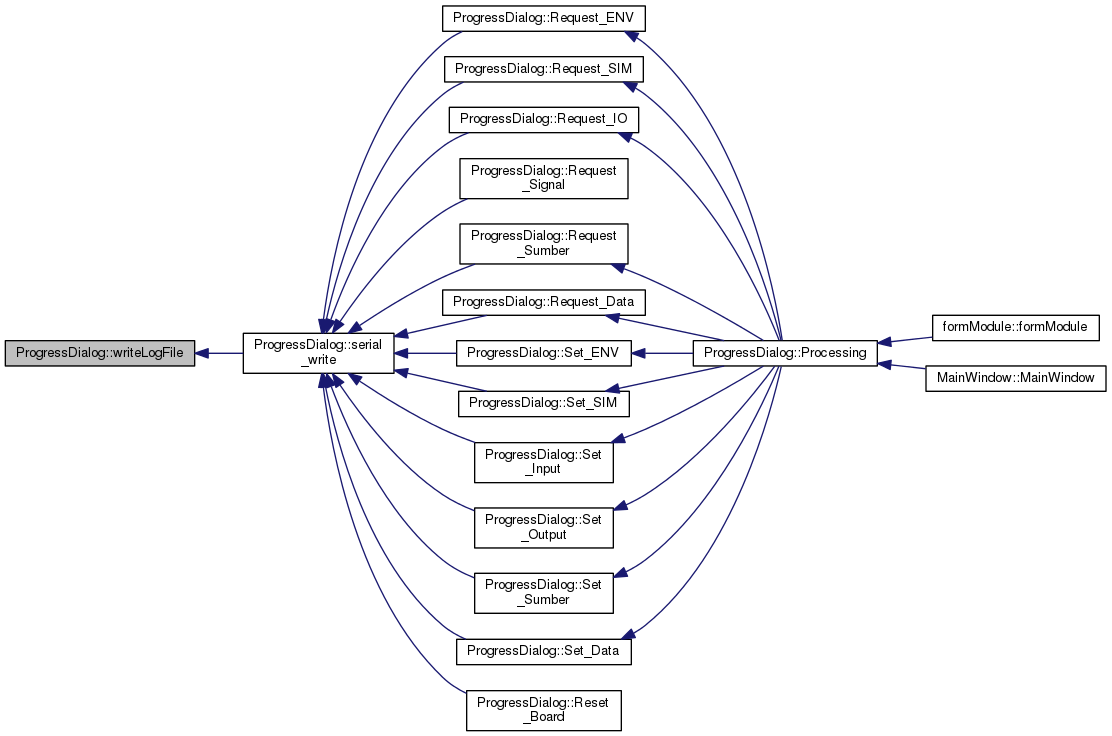 ProgressDialog::writeLogFile
ProgressDialog::serial
_write
ProgressDialog::Request_ENV
ProgressDialog::Request_SIM
ProgressDialog::Request_IO
ProgressDialog::Request
_Signal
ProgressDialog::Request
_Sumber
ProgressDialog::Request_Data
ProgressDialog::Set_ENV
ProgressDialog::Set_SIM
ProgressDialog::Set
_Input
ProgressDialog::Set
_Output
ProgressDialog::Set
_Sumber
ProgressDialog::Set_Data
ProgressDialog::Reset
_Board
ProgressDialog::Processing
formModule::formModule
MainWindow::MainWindow